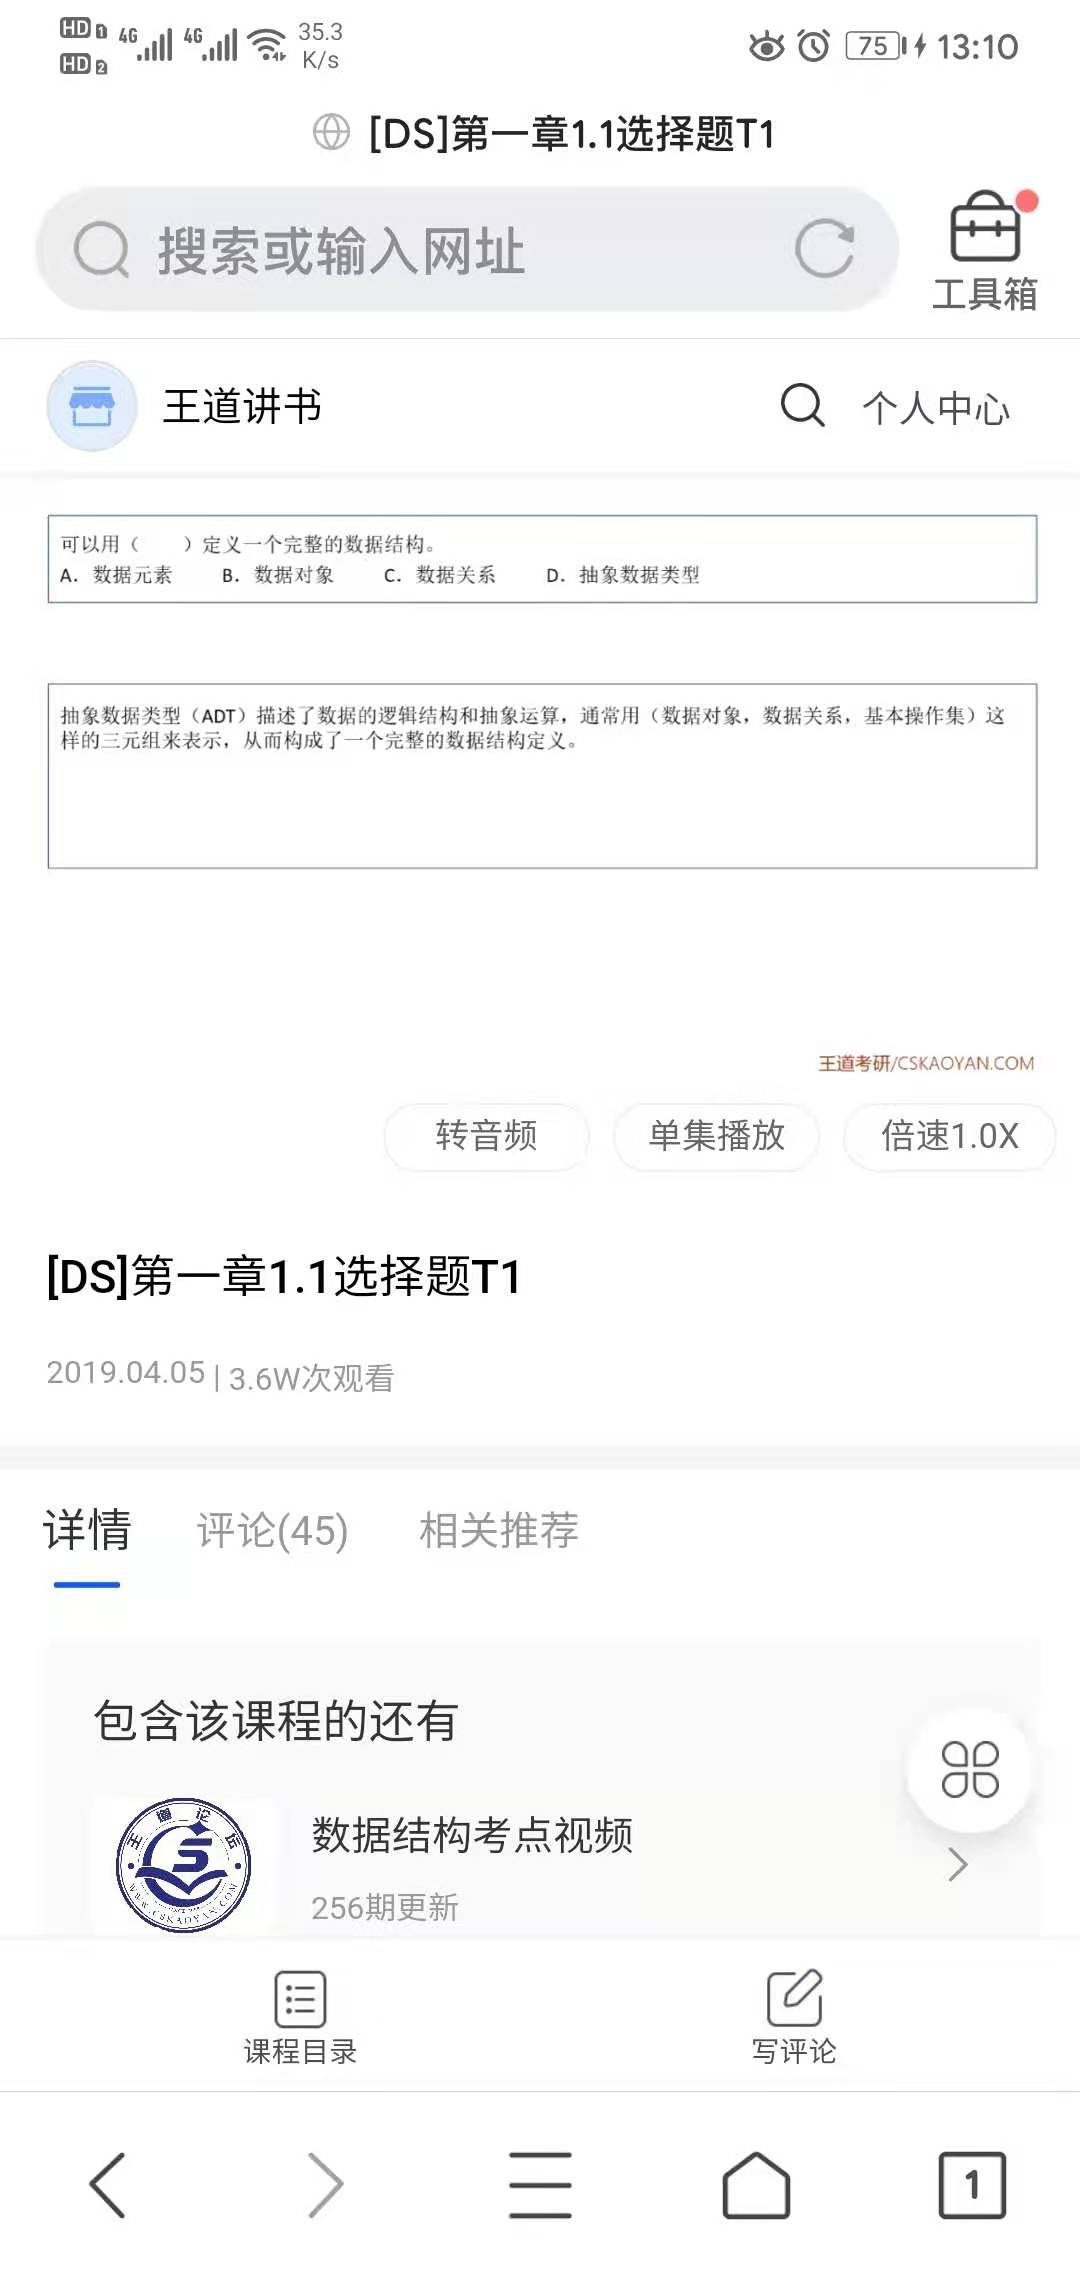 HD 1 4G 4G 35.3
HD 2 K/s
75 13:10
[DS]第一章1.1选择题T1
搜索或输入网址
工具箱
王道讲书
个人中心
可以用（ ）定义一个完整的数据结构。
A. 数据元素 B. 数据对象 C. 数据关系 D. 抽象数据类型
抽象数据类型（ADT）描述了数据的逻辑结构和抽象运算，通常用（数据对象，数据关系，基本操作集）这
样的三元组来表示，从而构成了一个完整的数据结构定义。
王道考研/CSKAOYAN.COM
转音频 单集播放 倍速1.0X
[DS]第一章1.1选择题T1
2019.04.05 | 3.6W次观看
详情 评论(45) 相关推荐
包含该课程的还有
王道论坛
WWW.CSKAOYAN.COM
数据结构考点视频
256期更新
课程目录 写评论
1